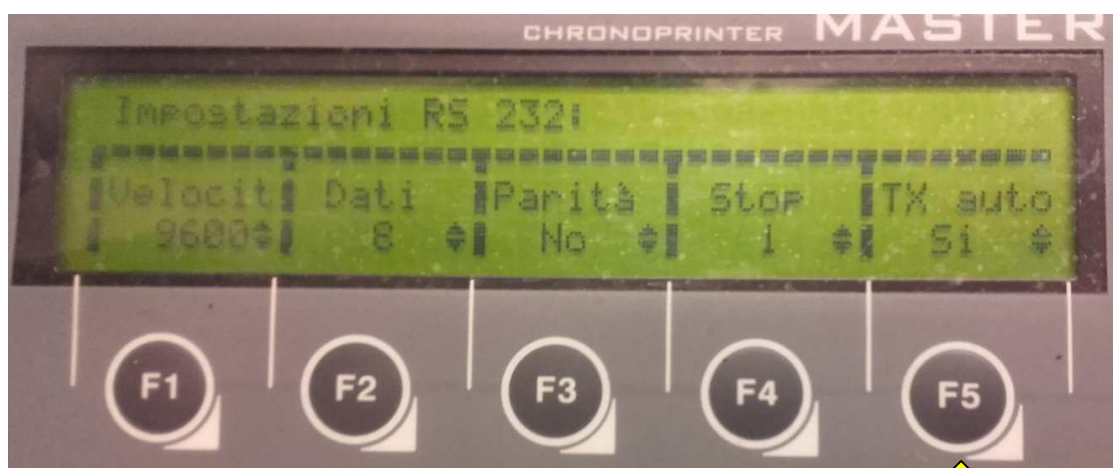 CHRONOPRINTER MASTER
Impostazioni RS 232:
Velocit Dati Parità Stop TX auto
9600 8 No 1 Si
F1 F2 F3 F4 F5